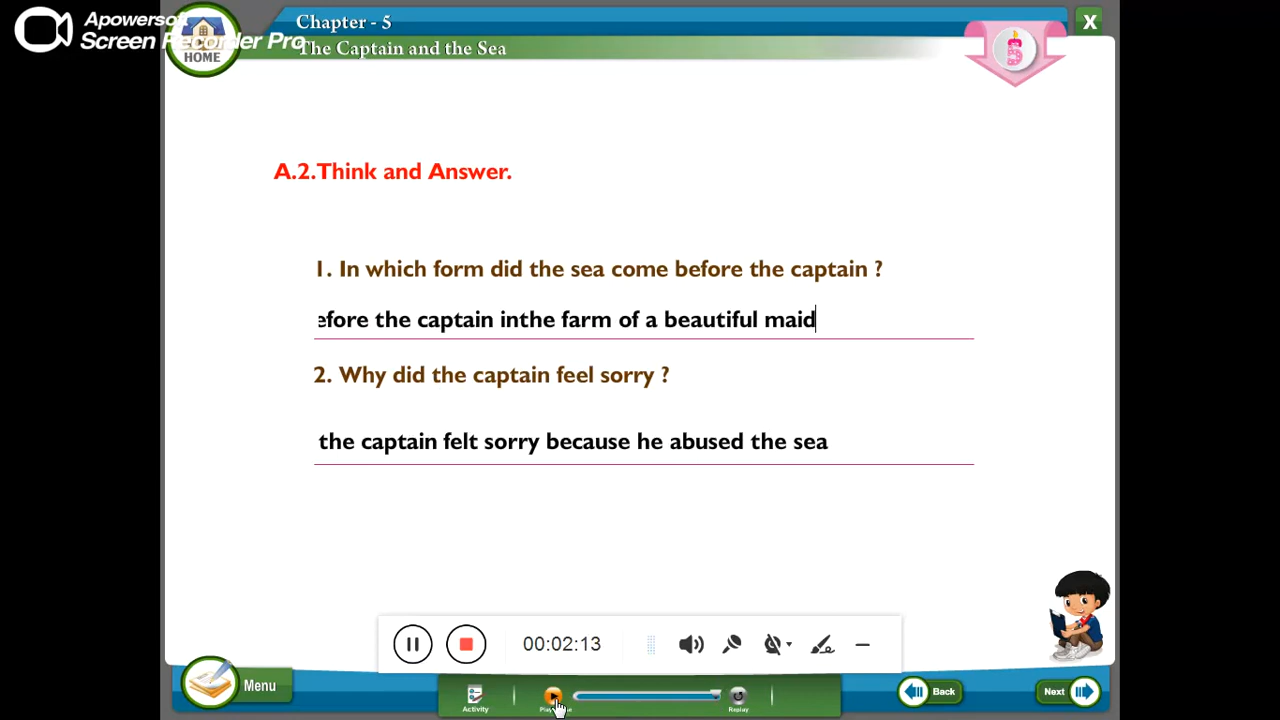 Apowersoft
Screen Recorder Pro
HOME
Chapter - 5
The Captain and the Sea
5
X
A.2.Think and Answer.
1. In which form did the sea come before the captain ?
efore the captain inthe farm of a beautiful maid
2. Why did the captain feel sorry ?
the captain felt sorry because he abused the sea
00:02:13
Menu
Activity
Replay
Back
Next